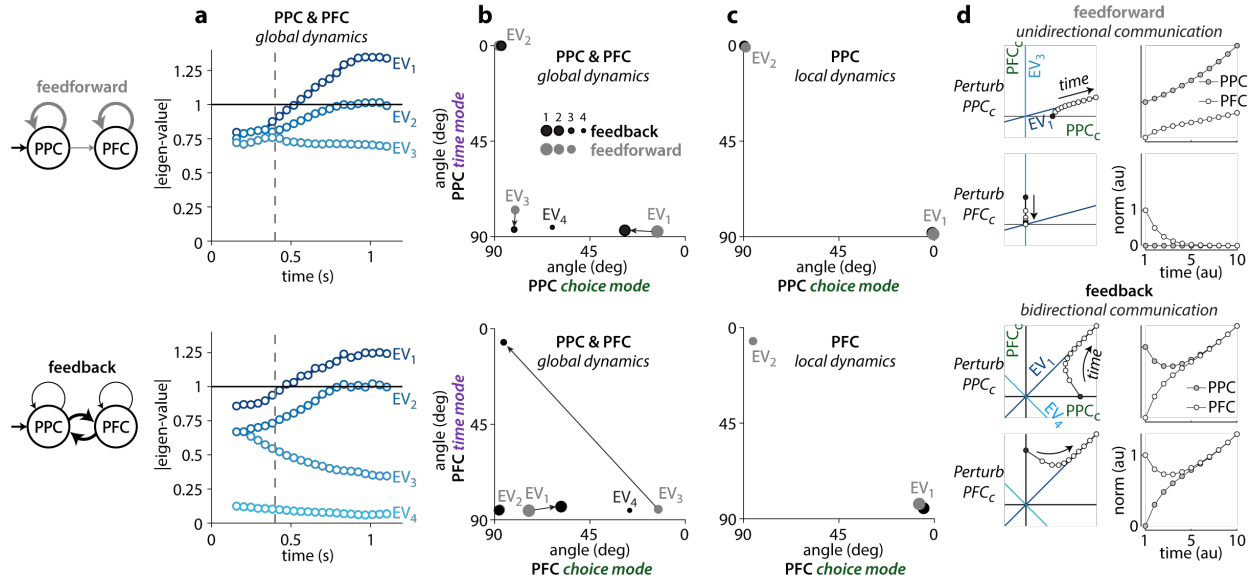 a
PPC & PFC
global dynamics
feedforward
PPC
PFC
|eigen-value|
1.25
1
0.75
0.5
0.25
0
EV1
EV2
EV3
0
0.5
1
time (s)
feedback
PPC
PFC
|eigen-value|
1.25
1
0.75
0.5
0.25
0
EV1
EV2
EV3
EV4
0
0.5
1
time (s)
b
EV2
PPC & PFC
global dynamics
1 2 3 4
feedback
feedforward
angle (deg)
PPC time mode
0
45
90
EV3
EV4
EV1
90
45
0
angle (deg)
PPC choice mode
PPC & PFC
global dynamics
angle (deg)
PFC time mode
0
45
90
EV2
EV1
EV4
EV3
90
45
0
angle (deg)
PFC choice mode
c
EV2
PPC
local dynamics
0
45
90
EV1
90
45
0
angle (deg)
PPC choice mode
PFC
local dynamics
EV2
0
45
90
EV1
90
45
0
angle (deg)
PFC choice mode
d
feedforward
unidirectional communication
Perturb
PPCc
PFCc
EV3
time
EV1
PPCc
PPC
PFC
Perturb
PFCc
norm (au)
1
0
1
5
10
time (au)
feedback
bidirectional communication
Perturb
PPCc
PFCc
EV1
time
EV4
PPCc
PPC
PFC
Perturb
PFCc
norm (au)
1
0
1
5
10
time (au)